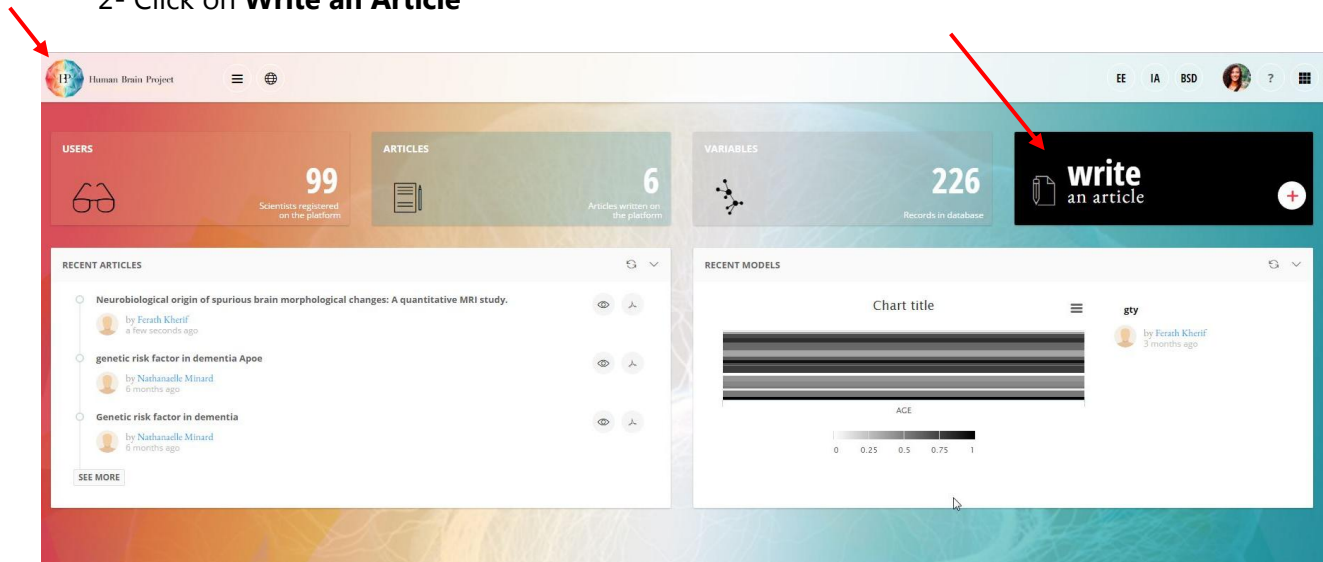 2- Click on Write an Article
HBP Human Brain Project
EE IA BSD ?
USERS
99
Scientists registered
on the platform
ARTICLES
6
Articles written on
the platform
VARIABLES
226
Records in database
write
an article
+
RECENT ARTICLES
Neurobiological origin of spurious brain morphological changes: A quantitative MRI study.
by Ferath Kherif
a few seconds ago
genetic risk factor in dementia Apoe
by Nathanaelle Minard
6 months ago
Genetic risk factor in dementia
by Nathanaelle Minard
6 months ago
SEE MORE
RECENT MODELS
Chart title
AGE
0 0.25 0.5 0.75 1
gty
by Ferath Kherif
3 months ago